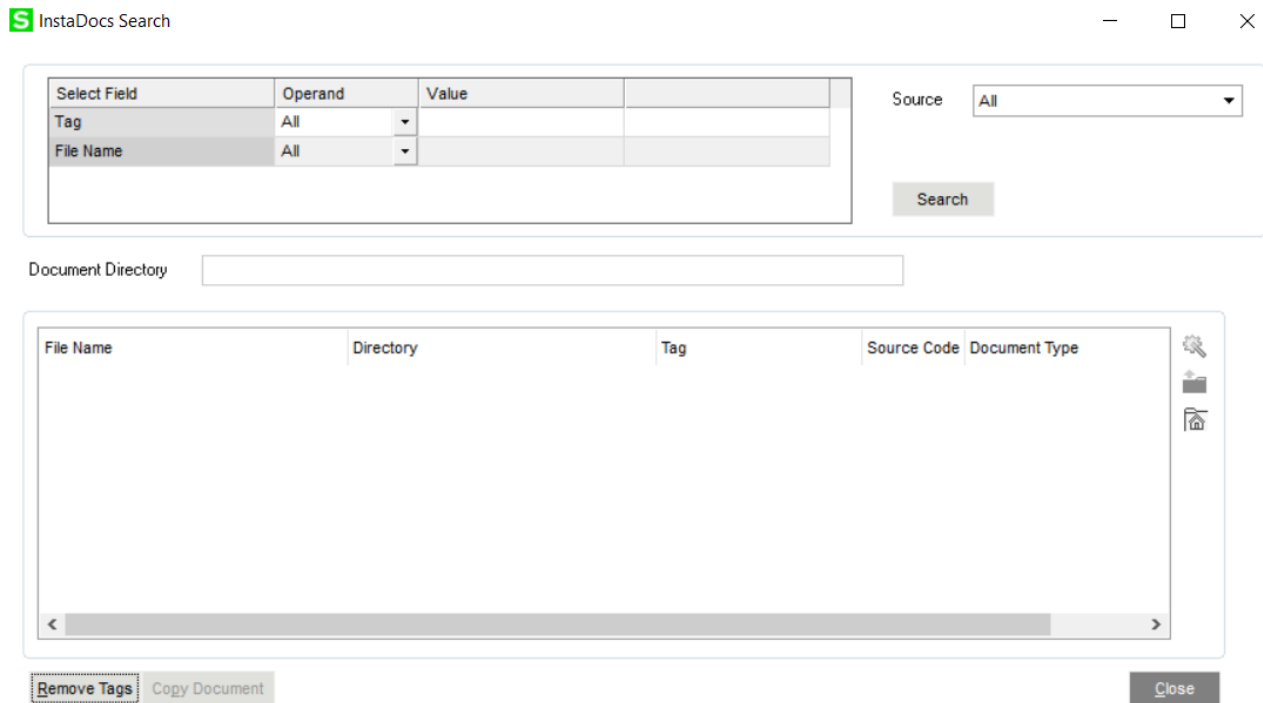 S InstaDocs Search
Select Field Operand Value
Source All
Tag All
File Name All
Search
Document Directory
File Name Directory Tag Source Code Document Type
Remove Tags Copy Document Close